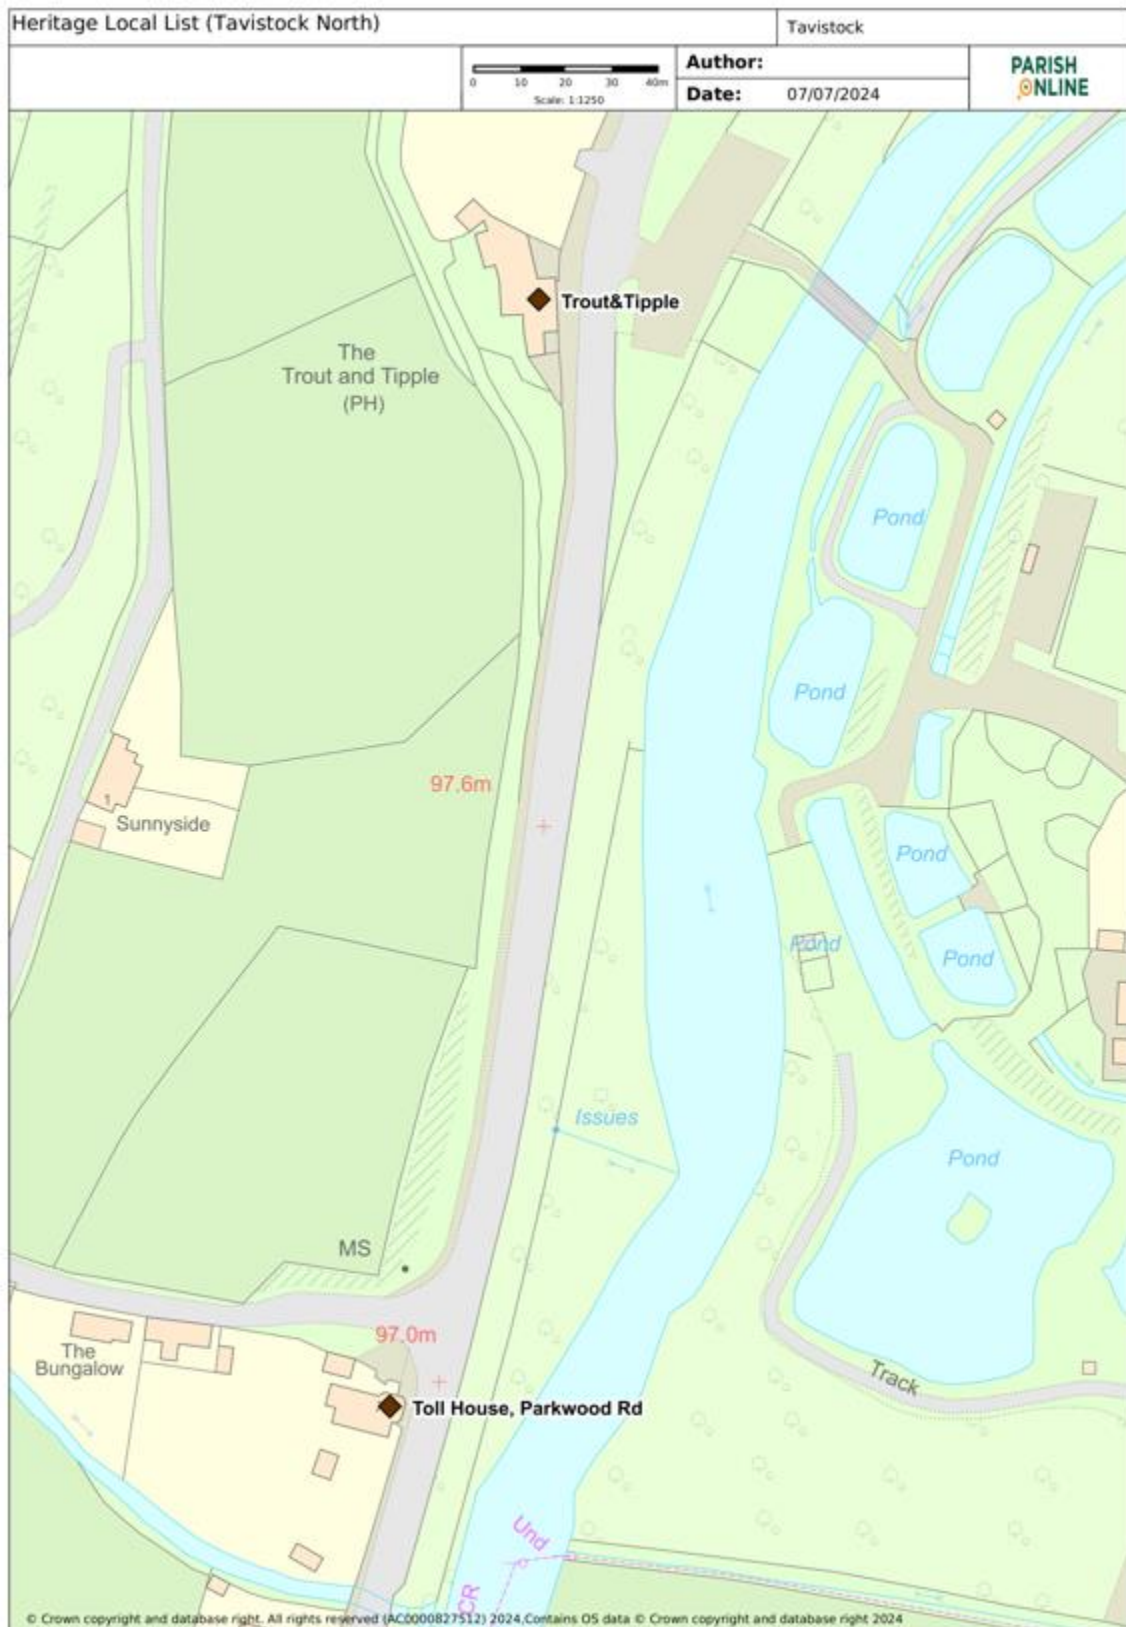 Heritage Local List (Tavistock North)
Tavistock
0 10 20 30 40m
Scale: 1:1250
Author:
Date: 07/07/2024
PARISH
ONLINE
Trout&Tipple
The
Trout and Tipple
(PH)
Pond
Pond
97.6m
1
Sunnyside
Pond
Pond
Pond
Issues
Pond
MS
97.0m
The
Bungalow
Track
Toll House, Parkwood Rd
Und
CR
© Crown copyright and database right. All rights reserved (AC0000827512) 2024,Contains OS data © Crown copyright and database right 2024